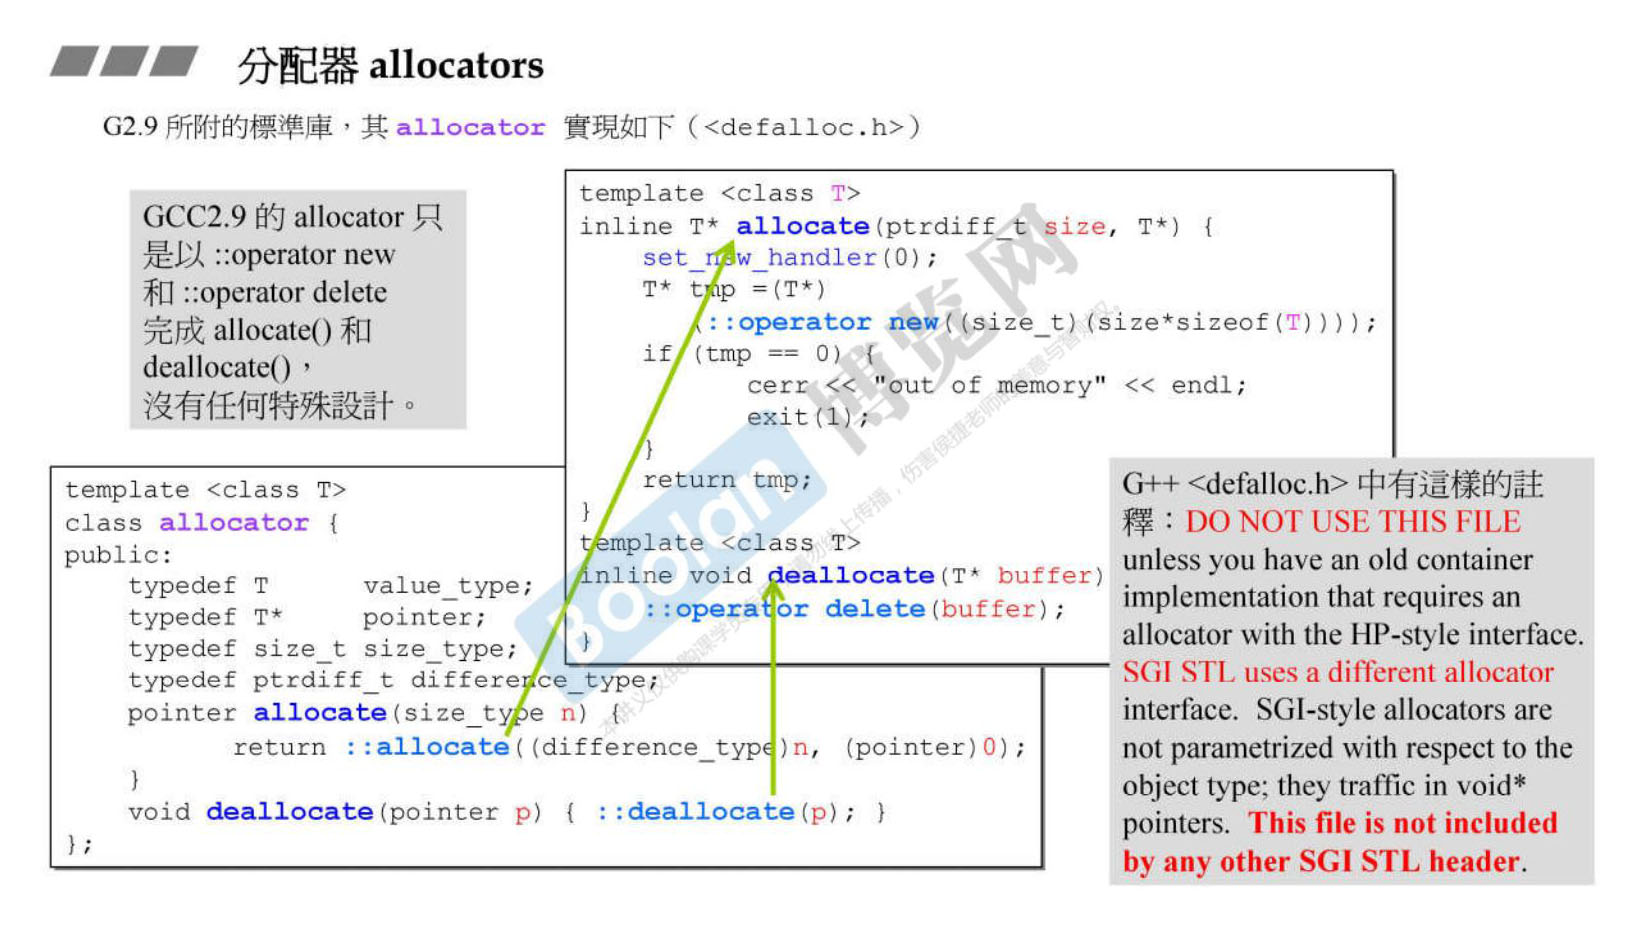 分配器 allocators
G2.9 所附的標準庫，其 allocator 實現如下（<defalloc.h>）
GCC2.9 的 allocator 只
是以 ::operator new
和 ::operator delete
完成 allocate() 和
deallocate()，
沒有任何特殊設計。
template <class T>
inline T* allocate(ptrdiff_t size, T*) {
set_new_handler(0);
T* tmp =(T*)
(::operator new((size_t)(size*sizeof(T))));
if (tmp == 0) {
cerr << "out of memory" << endl;
exit(1);
}
return tmp;
}
template <class T>
inline void deallocate(T* buffer)
::operator delete(buffer);
}
template <class T>
class allocator {
public:
typedef T value_type;
typedef T* pointer;
typedef size_t size_type;
typedef ptrdiff_t difference_type;
pointer allocate(size_type n) {
return ::allocate((difference_type)n, (pointer)0);
}
void deallocate(pointer p) { ::deallocate(p); }
};
G++ <defalloc.h> 中有這樣的註
釋：DO NOT USE THIS FILE
unless you have an old container
implementation that requires an
allocator with the HP-style interface.
SGI STL uses a different allocator
interface. SGI-style allocators are
not parametrized with respect to the
object type; they traffic in void*
pointers. This file is not included
by any other SGI STL header.
Boolan 博览网